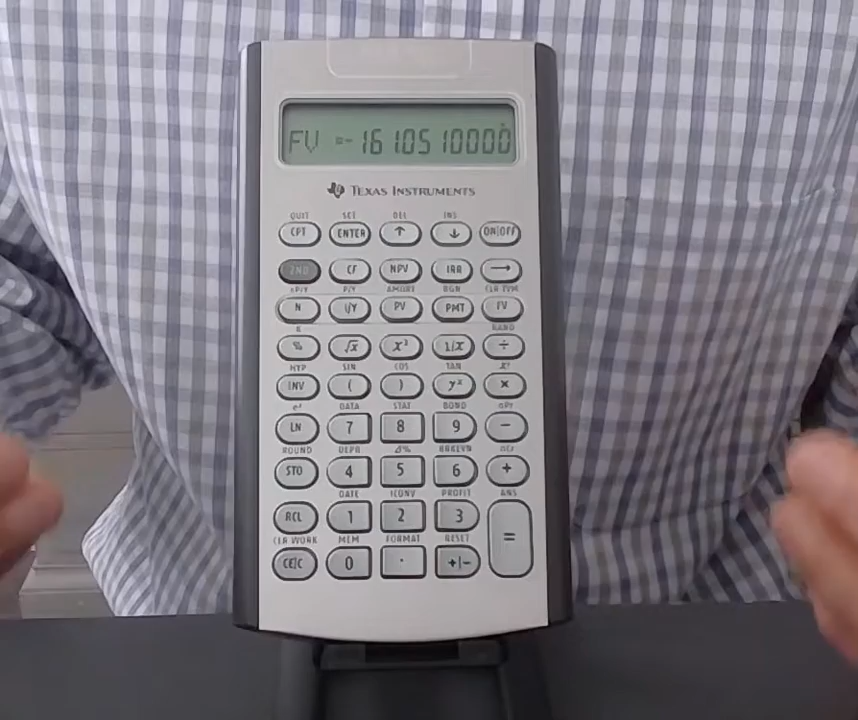 FV =-1610510000
TEXAS INSTRUMENTS
QUIT SET DEL INS
CPT ENTER ↑ ↓ ON|OFF
2ND CF NPV IRR →
xP/Y P/Y AMORT BGN CLR TVM
N I/Y PV PMT FV
RAND
% √x x² 1/x ÷
HYP SIN COS TAN x!
INV ( ) yˣ ×
DATA STAT BOND nPr
LN 7 8 9 −
ROUND DEPR Δ% BRKEVN nCr
STO 4 5 6 +
DATE ICONV PROFIT ANS
RCL 1 2 3 =
CLR WORK MEM FORMAT RESET
CE|C 0 . +|−